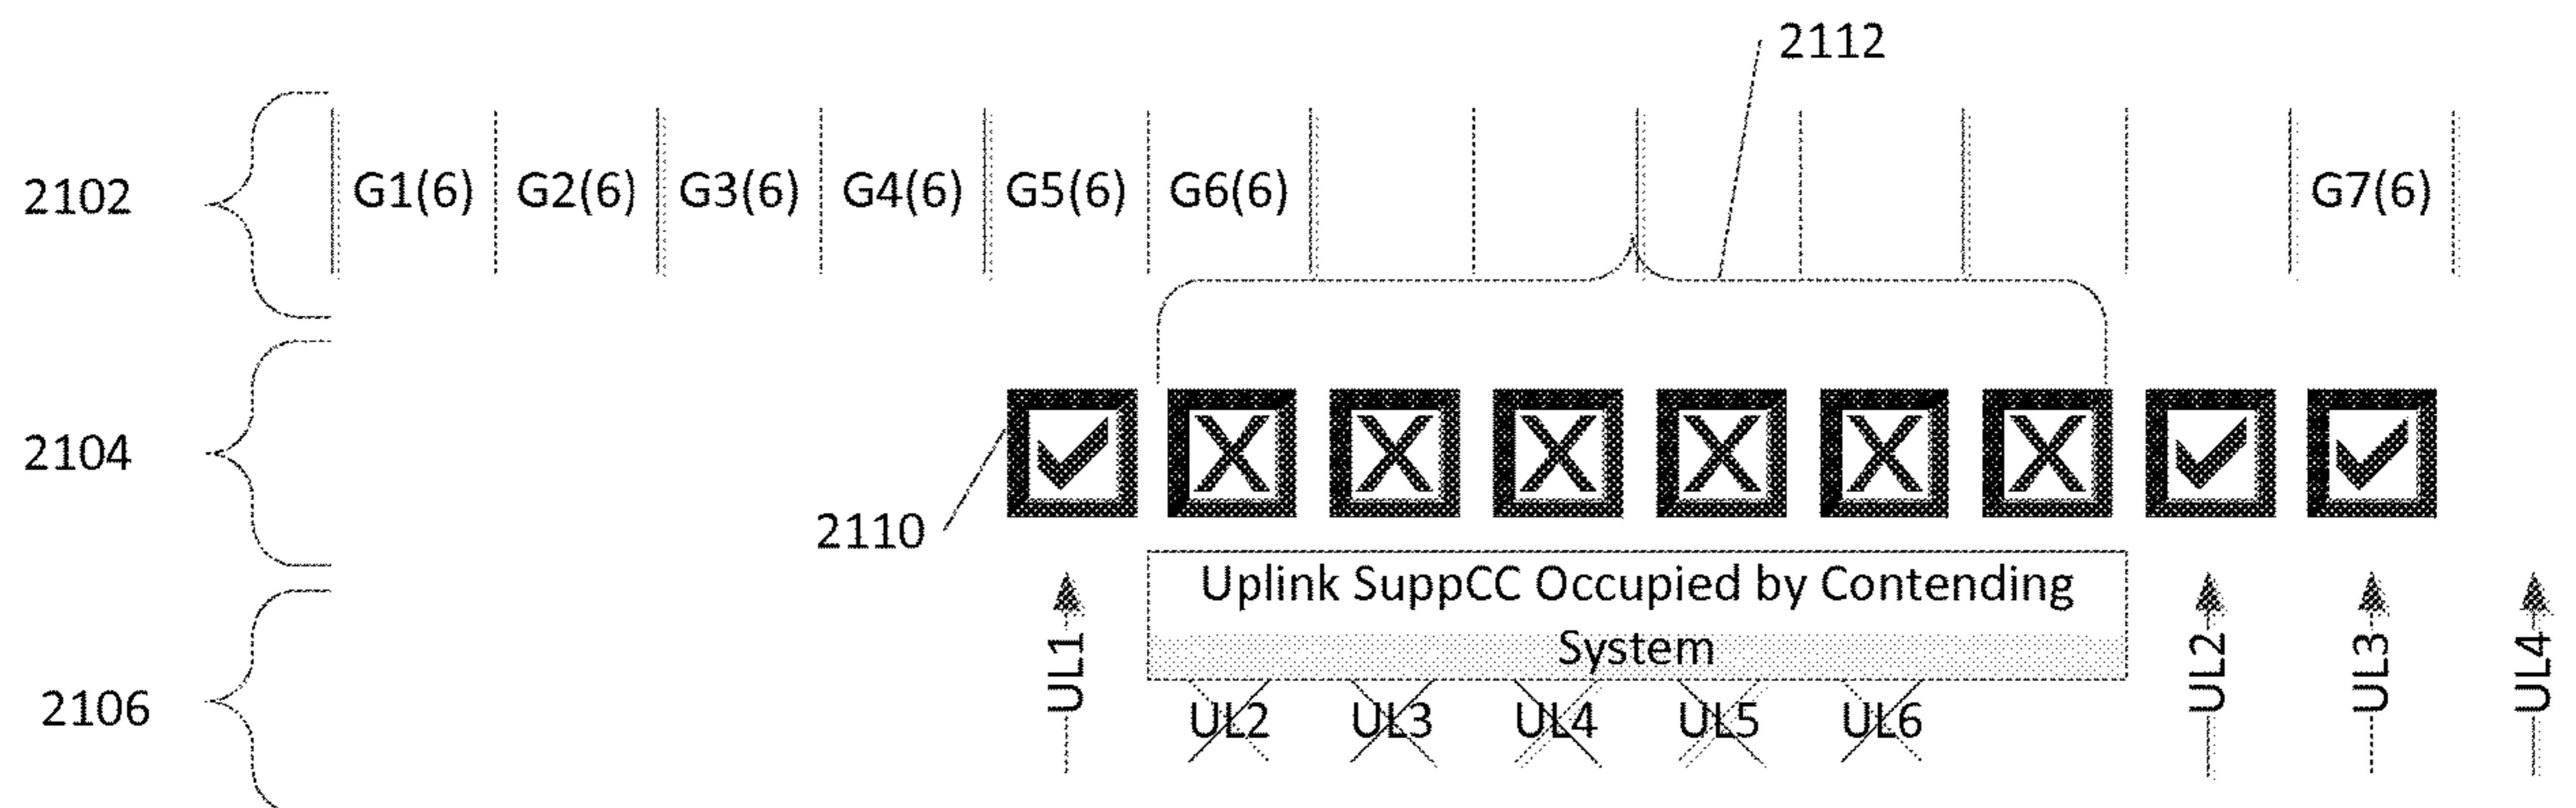 2112
2102
G1(6) G2(6) G3(6) G4(6) G5(6) G6(6) G7(6)
2104
2110
Uplink SuppCC Occupied by Contending
System
2106
UL1
UL2 UL3 UL4 UL5 UL6
UL2
UL3
UL4